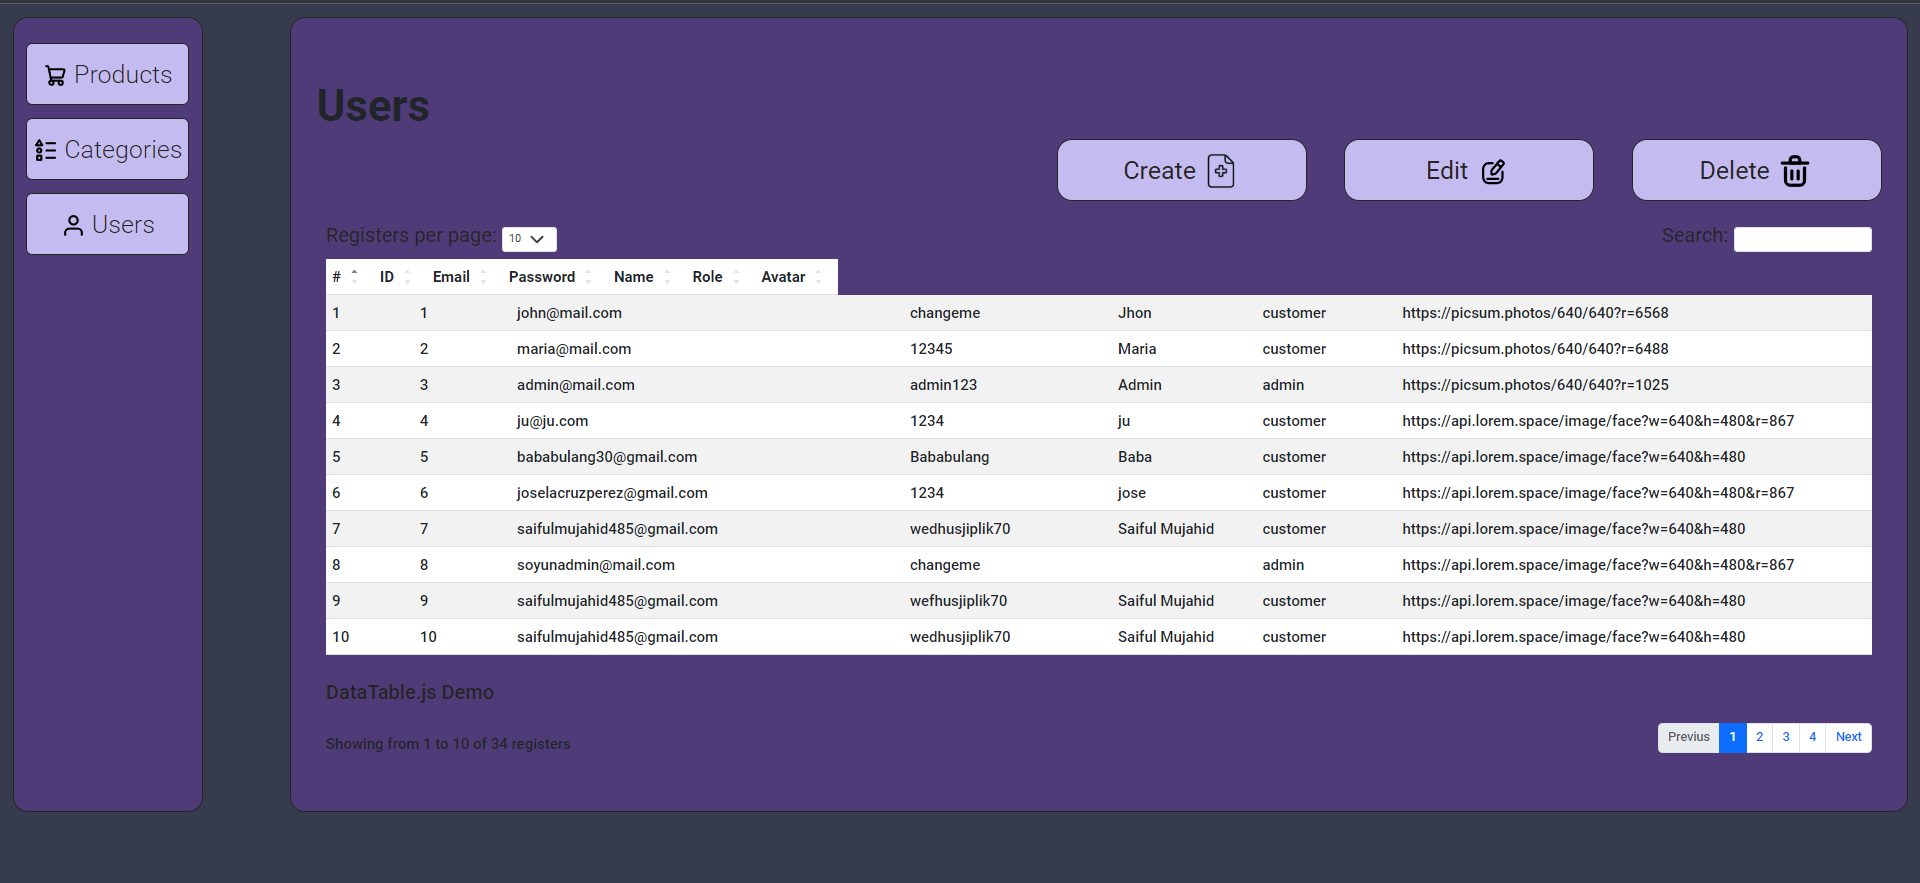 Products
Categories
Users
Users
Create
Edit
Delete
Registers per page: 10
Search:
# ID Email Password Name Role Avatar
1 1 john@mail.com changeme Jhon customer https://picsum.photos/640/640?r=6568
2 2 maria@mail.com 12345 Maria customer https://picsum.photos/640/640?r=6488
3 3 admin@mail.com admin123 Admin admin https://picsum.photos/640/640?r=1025
4 4 ju@ju.com 1234 ju customer https://api.lorem.space/image/face?w=640&h=480&r=867
5 5 bababulang30@gmail.com Bababulang Baba customer https://api.lorem.space/image/face?w=640&h=480
6 6 joselacruzperez@gmail.com 1234 jose customer https://api.lorem.space/image/face?w=640&h=480&r=867
7 7 saifulmujahid485@gmail.com wedhusjiplik70 Saiful Mujahid customer https://api.lorem.space/image/face?w=640&h=480
8 8 soyunadmin@mail.com changeme admin https://api.lorem.space/image/face?w=640&h=480&r=867
9 9 saifulmujahid485@gmail.com wefhusjiplik70 Saiful Mujahid customer https://api.lorem.space/image/face?w=640&h=480
10 10 saifulmujahid485@gmail.com wedhusjiplik70 Saiful Mujahid customer https://api.lorem.space/image/face?w=640&h=480
DataTable.js Demo
Showing from 1 to 10 of 34 registers
Previus 1 2 3 4 Next